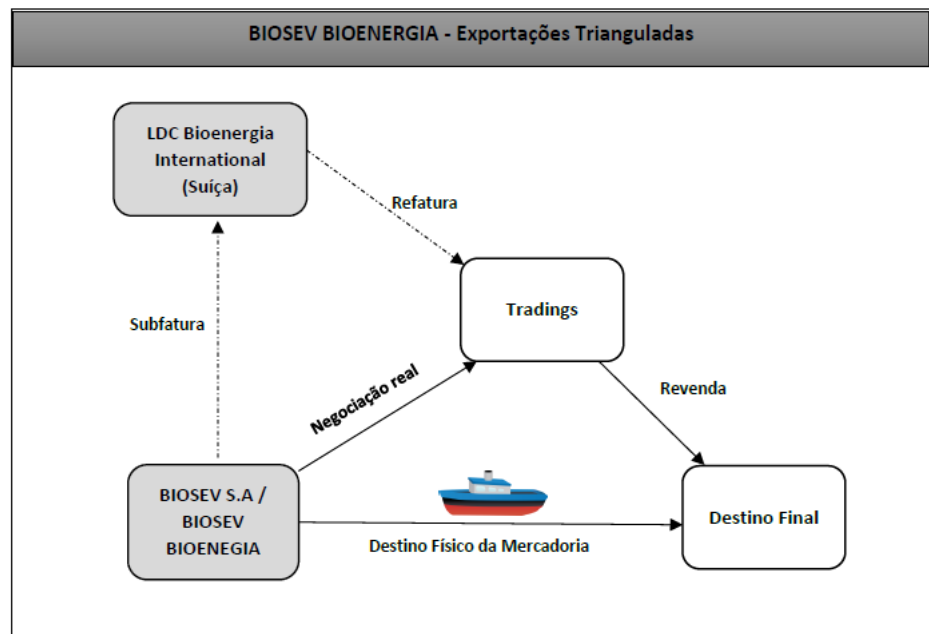 BIOSEV BIOENERGIA - Exportações Trianguladas
LDC Bioenergia
International
(Suíça)
Refatura
Tradings
Subfatura
Negociação real
Revenda
BIOSEV S.A /
BIOSEV
BIOENEGIA
Destino Final
Destino Físico da Mercadoria